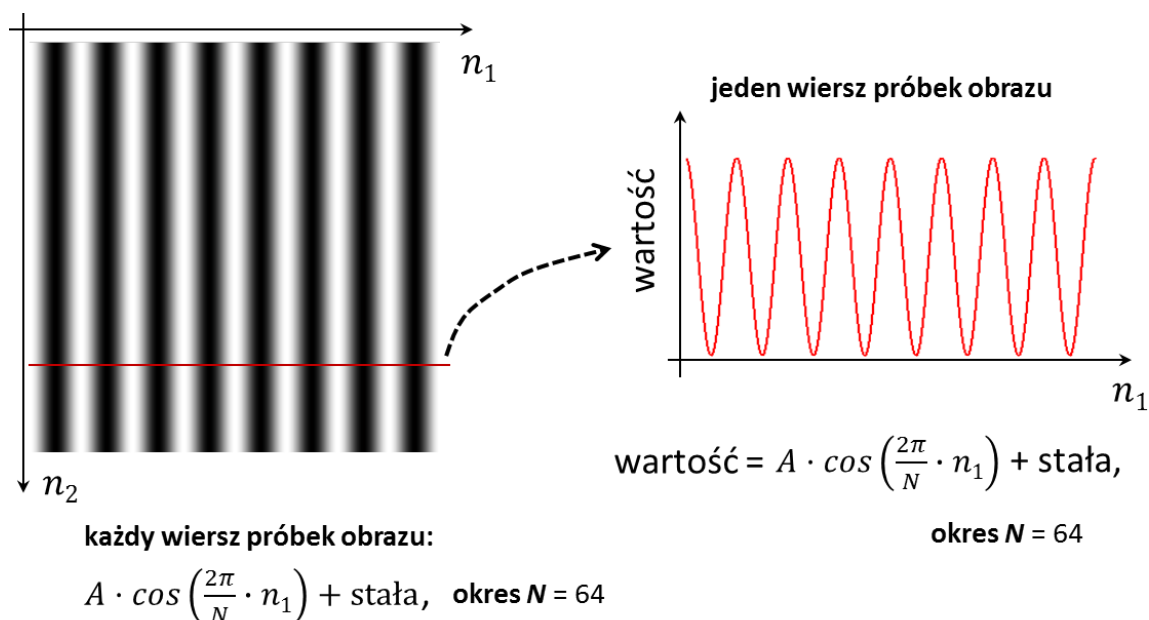 n₁
n₂
każdy wiersz próbek obrazu:
A · cos (2π/N · n₁) + stała, okres N = 64
jeden wiersz próbek obrazu
wartość
n₁
wartość = A · cos (2π/N · n₁) + stała,
okres N = 64